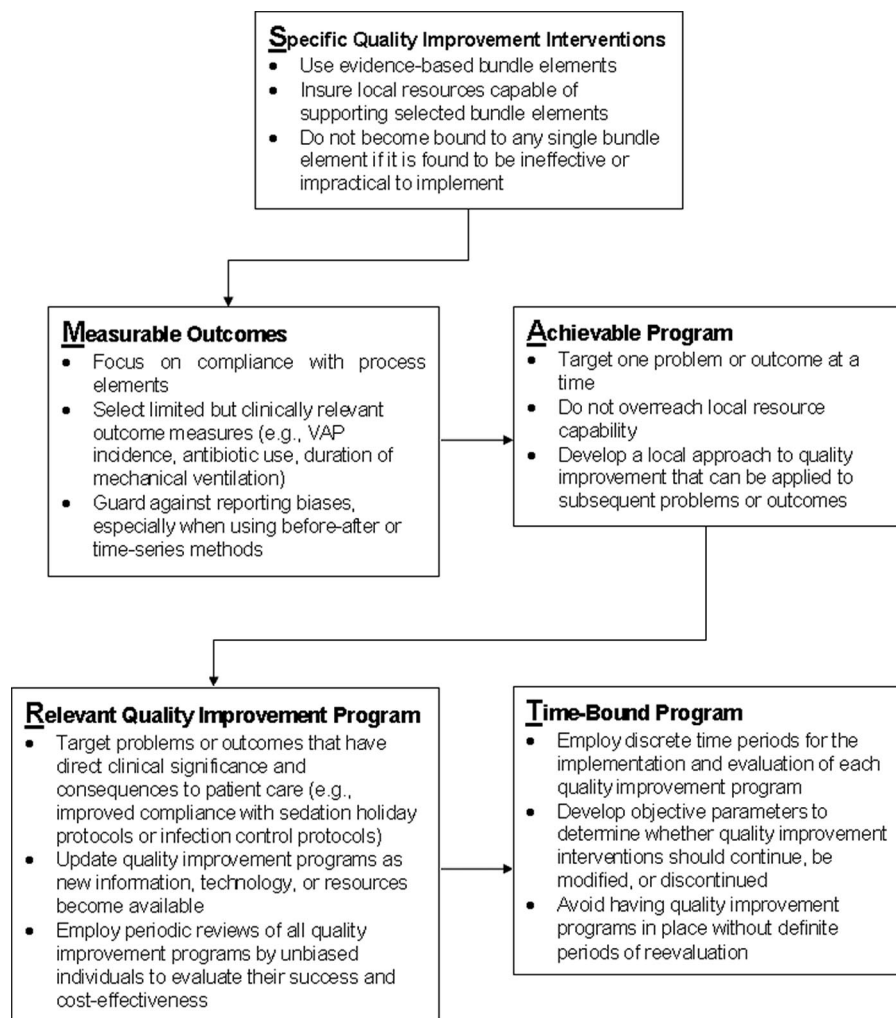 Specific Quality Improvement Interventions
• Use evidence-based bundle elements
• Insure local resources capable of
supporting selected bundle elements
• Do not become bound to any single bundle
element if it is found to be ineffective or
impractical to implement
Measurable Outcomes
• Focus on compliance with process
elements
• Select limited but clinically relevant
outcome measures (e.g., VAP
incidence, antibiotic use, duration of
mechanical ventilation)
• Guard against reporting biases,
especially when using before-after or
time-series methods
Achievable Program
• Target one problem or outcome at a
time
• Do not overreach local resource
capability
• Develop a local approach to quality
improvement that can be applied to
subsequent problems or outcomes
Relevant Quality Improvement Program
• Target problems or outcomes that have
direct clinical significance and
consequences to patient care (e.g.,
improved compliance with sedation holiday
protocols or infection control protocols)
• Update quality improvement programs as
new information, technology, or resources
become available
• Employ periodic reviews of all quality
improvement programs by unbiased
individuals to evaluate their success and
cost-effectiveness
Time-Bound Program
• Employ discrete time periods for the
implementation and evaluation of each
quality improvement program
• Develop objective parameters to
determine whether quality improvement
interventions should continue, be
modified, or discontinued
• Avoid having quality improvement
programs in place without definite
periods of reevaluation